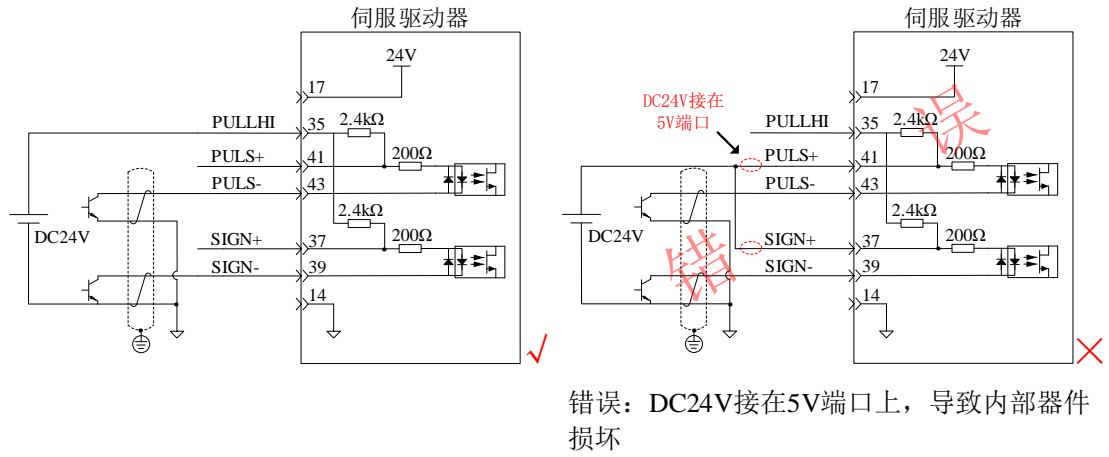 伺服驱动器
24V
17
PULLHI
35
2.4kΩ
PULS+
41
200Ω
PULS-
43
2.4kΩ
DC24V
SIGN+
37
200Ω
SIGN-
39
14
√
伺服驱动器
24V
17
DC24V接在
5V端口
PULLHI
35
2.4kΩ
误
PULS+
41
200Ω
PULS-
43
2.4kΩ
DC24V
错
SIGN+
37
200Ω
SIGN-
39
14
×
错误：DC24V接在5V端口上，导致内部器件
损坏